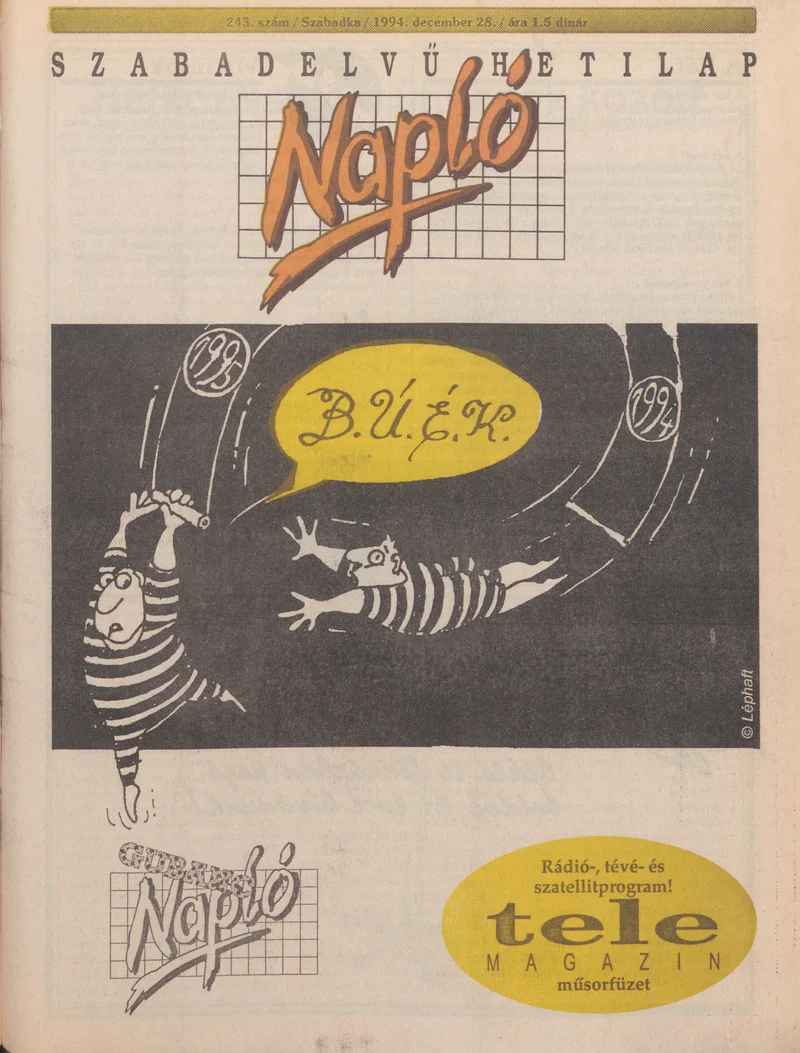 243. szám / Szabadka / 1994. december 28. / ára 1.5 dinár
SZABADELVŰ HETILAP
Napló
1995
1994
B.Ú.É.K.
© Léphaft
GUBANC
Napló
Rádió-, tévé- és
szatellitprogram!
tele
MAGAZIN
műsorfüzet